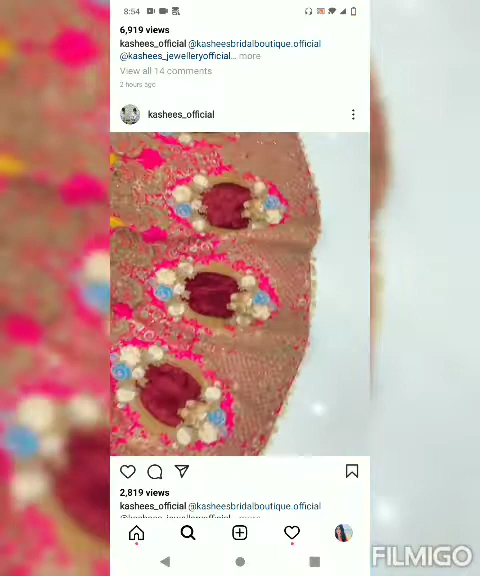 8:54
6,919 views
kashees_official @kasheesbridalboutique.official
@kashees_jewelleryofficial... more
View all 14 comments
2 hours ago
kashees_official
2,819 views
kashees_official @kasheesbridalboutique.official
FILMIGO